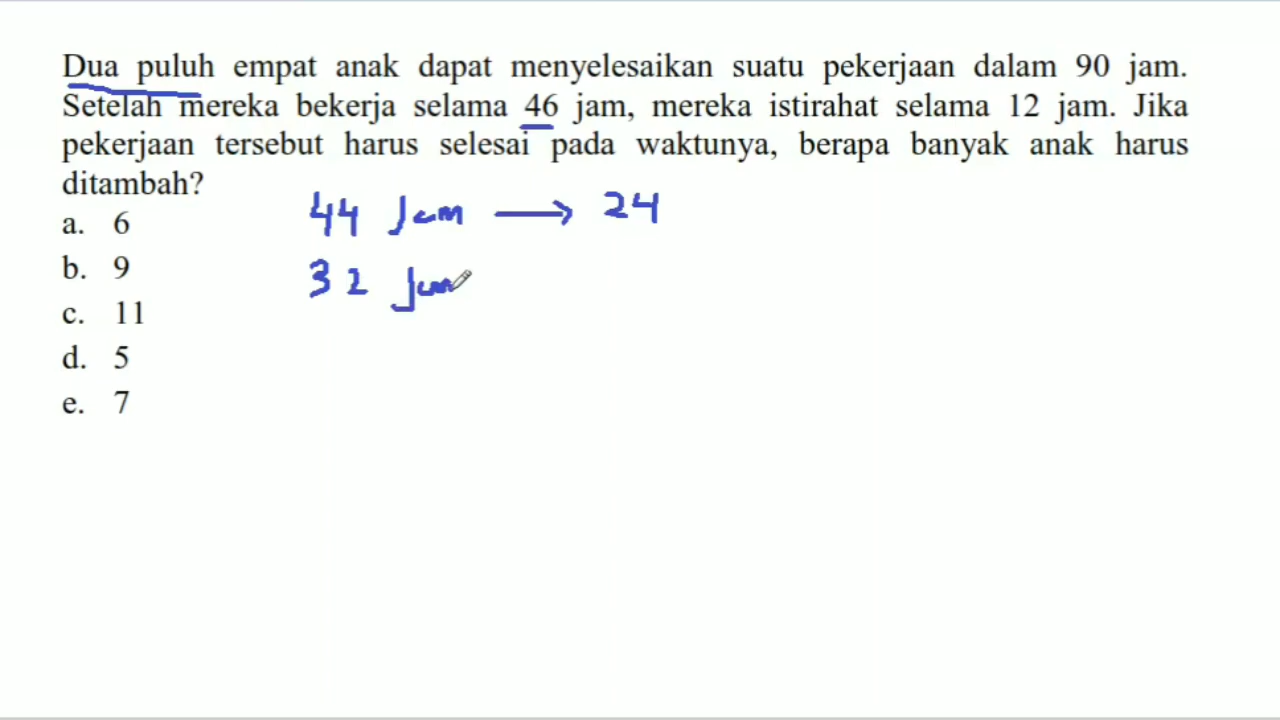 Dua puluh empat anak dapat menyelesaikan suatu pekerjaan dalam 90 jam.
Setelah mereka bekerja selama 46 jam, mereka istirahat selama 12 jam. Jika
pekerjaan tersebut harus selesai pada waktunya, berapa banyak anak harus
ditambah?
44 Jam → 24
a. 6
32 jam
b. 9
c. 11
d. 5
e. 7